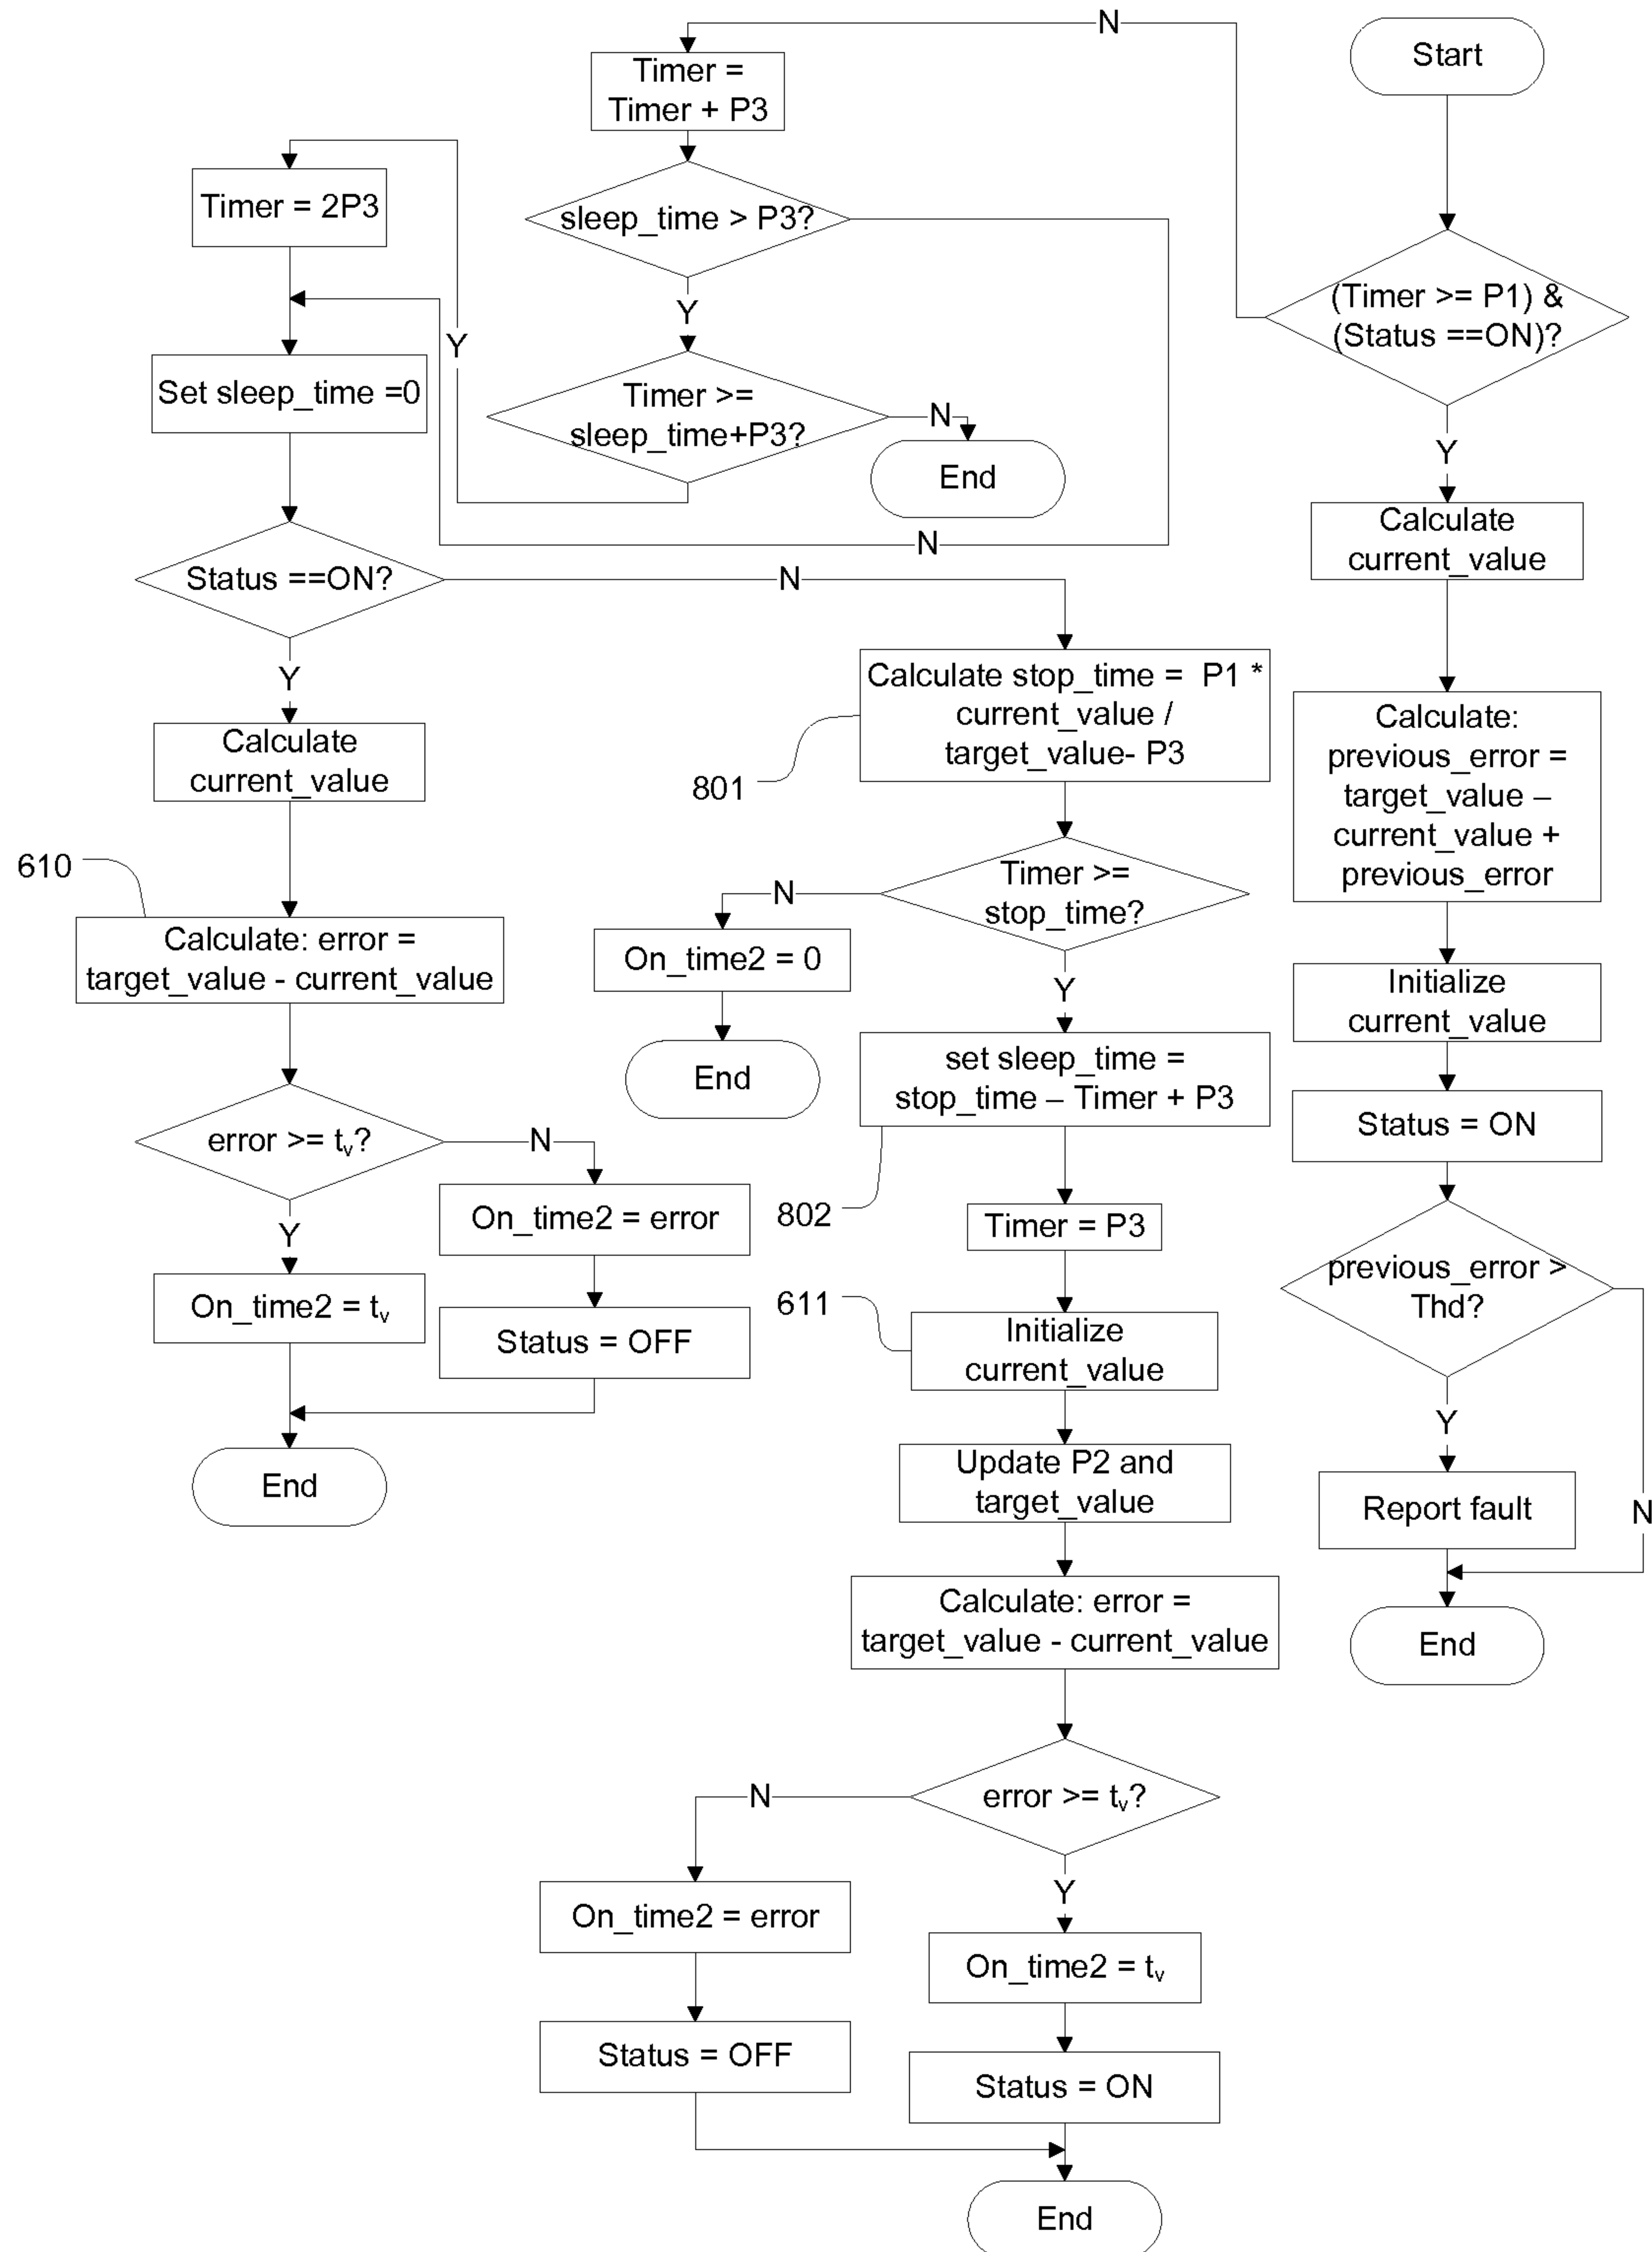 Start
(Timer >= P1) &
(Status ==ON)?
N
Y
Timer =
Timer + P3
sleep_time > P3?
Y
N
Timer >=
sleep_time+P3?
N
End
Y
Timer = 2P3
Set sleep_time =0
Status ==ON?
N
Y
Calculate
current_value
610
Calculate: error =
target_value - current_value
error >= tᵥ?
N
Y
On_time2 = error
Status = OFF
On_time2 = tᵥ
End
801
Calculate stop_time = P1 *
current_value /
target_value- P3
Timer >=
stop_time?
N
On_time2 = 0
End
Y
802
set sleep_time =
stop_time – Timer + P3
Timer = P3
611
Initialize
current_value
Update P2 and
target_value
Calculate: error =
target_value - current_value
error >= tᵥ?
N
Y
On_time2 = error
Status = OFF
On_time2 = tᵥ
Status = ON
End
Calculate
current_value
Calculate:
previous_error =
target_value –
current_value +
previous_error
Initialize
current_value
Status = ON
previous_error >
Thd?
Y
N
Report fault
End